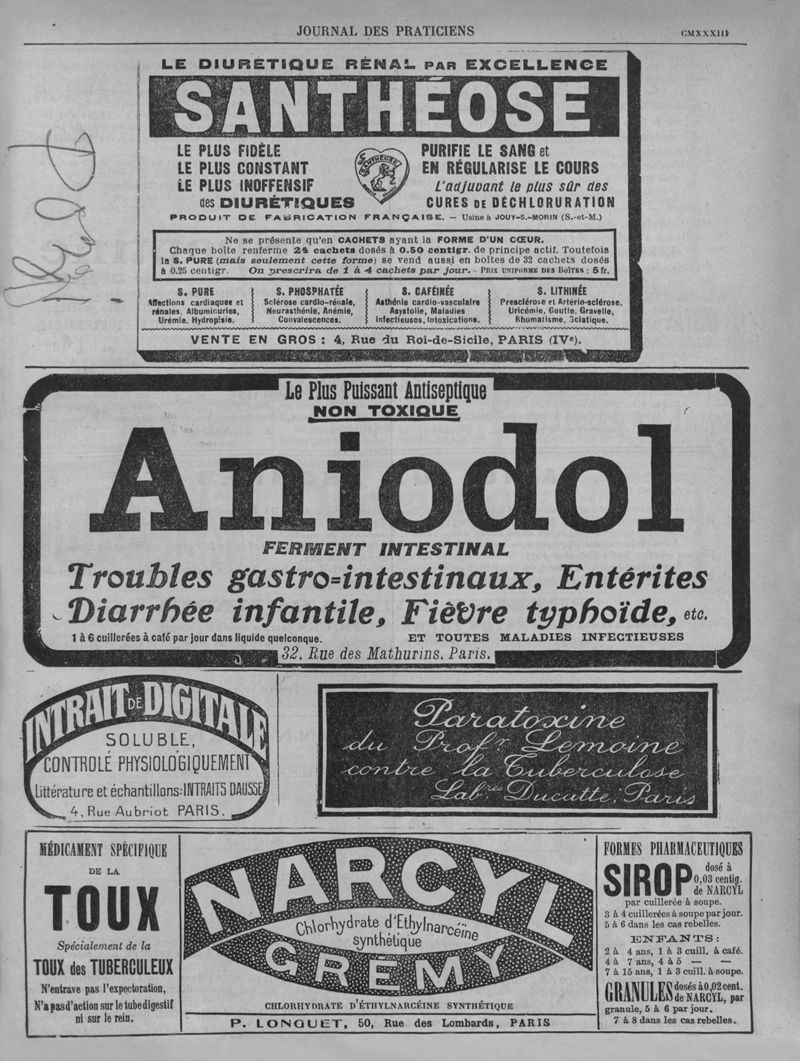 JOURNAL DES PRATICIENS
LE DIURÉTIQUE RÉNAL PAR EXCELLENCE
SANTHÉOSE
LE PLUS FIDÈLE
LE PLUS CONSTANT
LE PLUS INOFFENSIF
des DIURÉTIQUES
SANTHÉOSE
PURIFIE LE SANG et
EN RÉGULARISE LE COURS
L'adjuvant le plus sûr des
CURES DE DÉCHLORURATION
PRODUIT DE FABRICATION FRANÇAISE. — Usine à JOUY-S.-MORIN (S.-et-M.)
Ne se présente qu'en CACHETS ayant la FORME D'UN CŒUR.
Chaque boîte renferme 24 cachets dosés à 0.50 centigr. de principe actif. Toutefois
la S. PURE (mais seulement cette forme) se vend aussi en boîtes de 32 cachets dosés
à 0.25 centigr. On prescrira de 1 à 4 cachets par jour. - PRIX UNIFORME DES BOÎTES : 5 fr.
S. PURE
Affections cardiaques et
rénales, Albuminuries,
Urémie, Hydropisie.
S. PHOSPHATÉE
Sclérose cardio-rénale,
Neurasthénie, Anémie,
Convalescences.
S. CAFÉINÉE
Asthénie cardio-vasculaire
Asystolie, Maladies
infectieuses, Intoxications.
S. LITHINÉE
Présclérose et Artério-sclérose.
Uricémie, Goutte, Gravelle,
Rhumatisme, Sciatique.
VENTE EN GROS : 4, Rue du Roi-de-Sicile, PARIS (IVe).
Le Plus Puissant Antiseptique
NON TOXIQUE
Aniodol
FERMENT INTESTINAL
Troubles gastro=intestinaux, Entérites
Diarrhée infantile, Fièvre typhoïde, etc.
1 à 6 cuillerées à café par jour dans liquide quelconque.
ET TOUTES MALADIES INFECTIEUSES
32, Rue des Mathurins, Paris.
INTRAIT DE DIGITALE
SOLUBLE,
CONTROLÉ PHYSIOLOGIQUEMENT
Littérature et échantillons: INTRAITS DAUSSE
4, Rue Aubriot PARIS.
Paratoxine
du Profr Lemoine
contre la Tuberculose
Labres Ducatte, Paris
MÉDICAMENT SPÉCIFIQUE
DE LA
TOUX
Spécialement de la
TOUX des TUBERCULEUX
N'entrave pas l'expectoration,
N'a pas d'action sur le tube digestif
ni sur le rein.
NARCYL
Chlorhydrate d'Ethylnarcéine
synthétique
GRÉMY
CHLORHYDRATE D'ÉTHYLNARCÉINE SYNTHÉTIQUE
P. LONGUET, 50, Rue des Lombards, PARIS
FORMES PHARMACEUTIQUES
SIROP dosé à
0,03 centig.
de NARCYL
par cuillerée à soupe.
3 à 4 cuillerées à soupe par jour.
5 à 6 dans les cas rebelles.
ENFANTS :
2 à 4 ans, 1 à 3 cuill. à café.
4 à 7 ans, 4 à 5 — —
7 à 15 ans, 1 à 3 cuill. à soupe.
GRANULES dosés à 0,02 cent.
de NARCYL, par
granule, 5 à 6 par jour.
7 à 8 dans les cas rebelles.